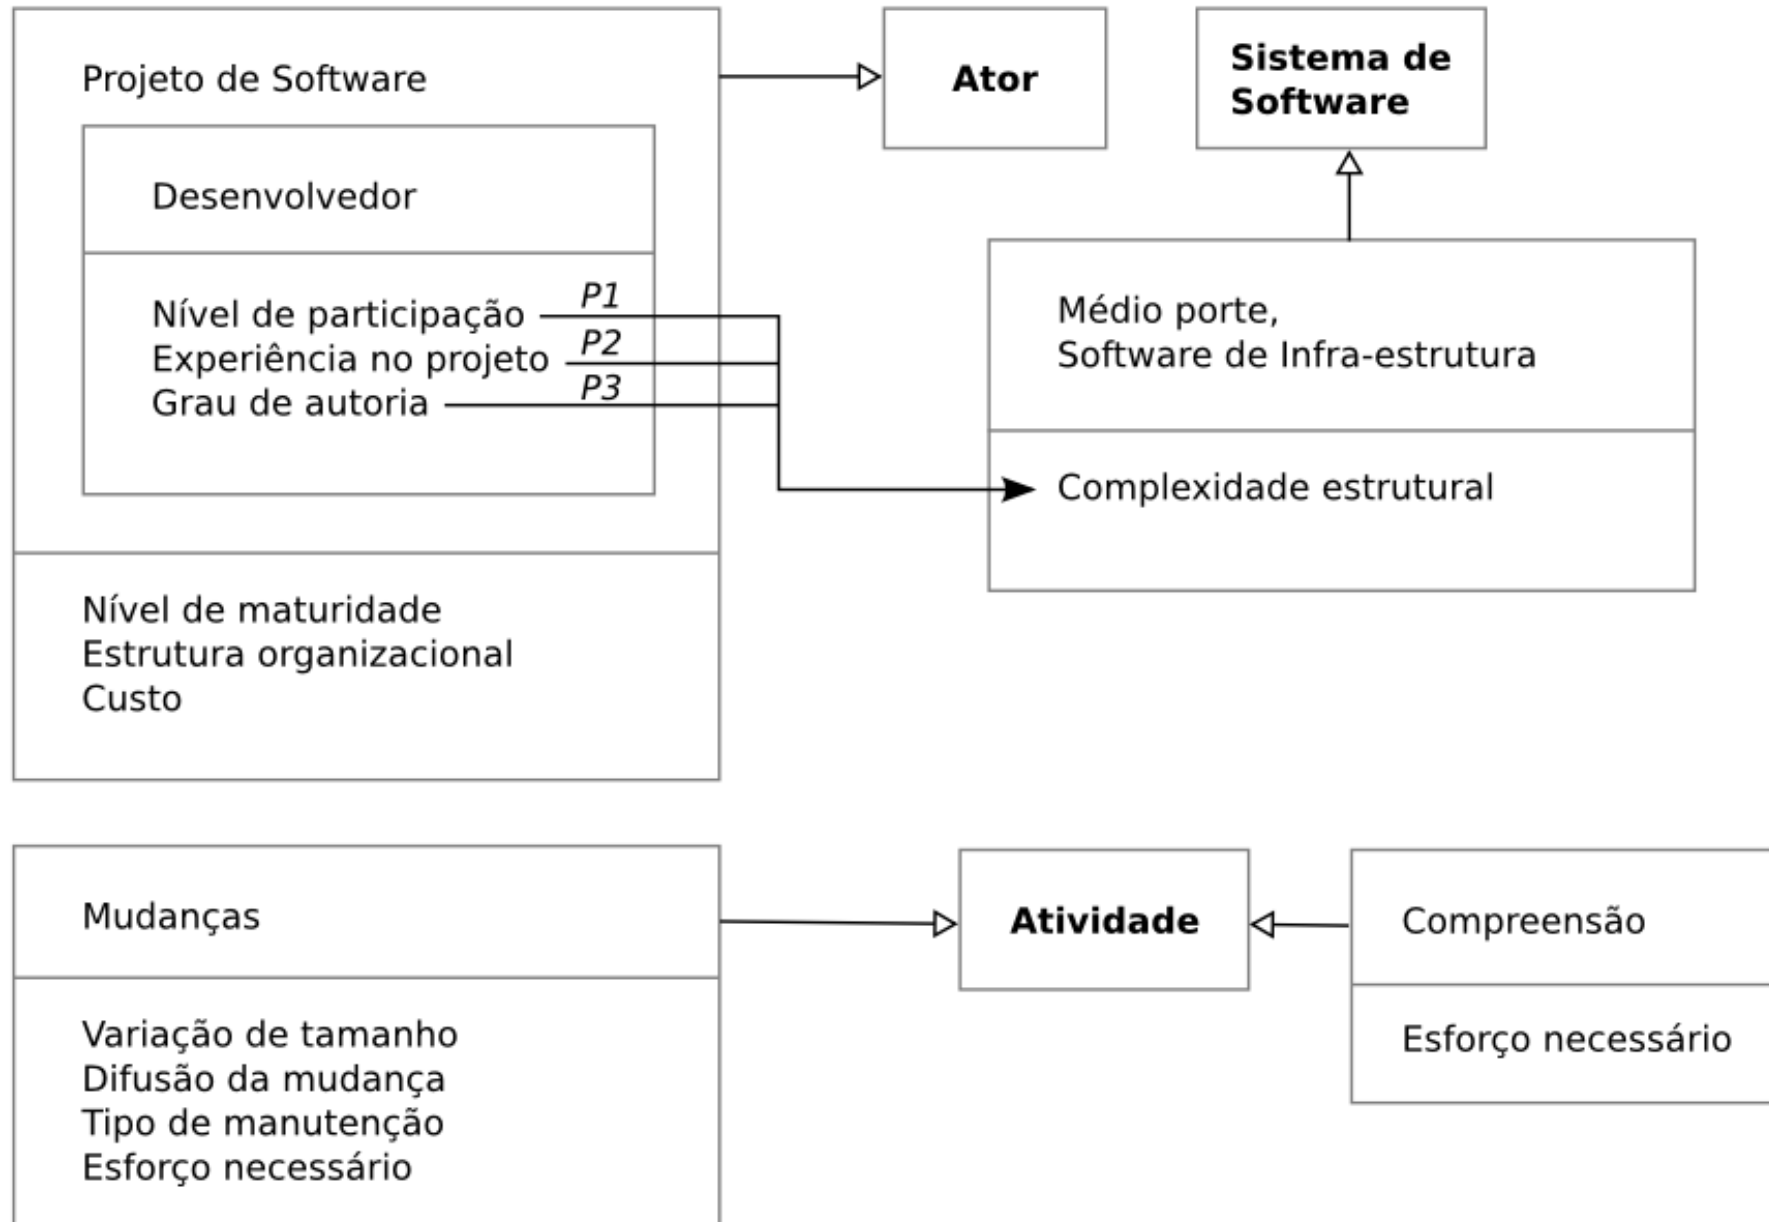 Projeto de Software
Ator
Sistema de
Software
Desenvolvedor
Nível de participação
P1
Experiência no projeto
P2
Grau de autoria
P3
Médio porte,
Software de Infra-estrutura
Complexidade estrutural
Nível de maturidade
Estrutura organizacional
Custo
Mudanças
Atividade
Compreensão
Variação de tamanho
Difusão da mudança
Tipo de manutenção
Esforço necessário
Esforço necessário